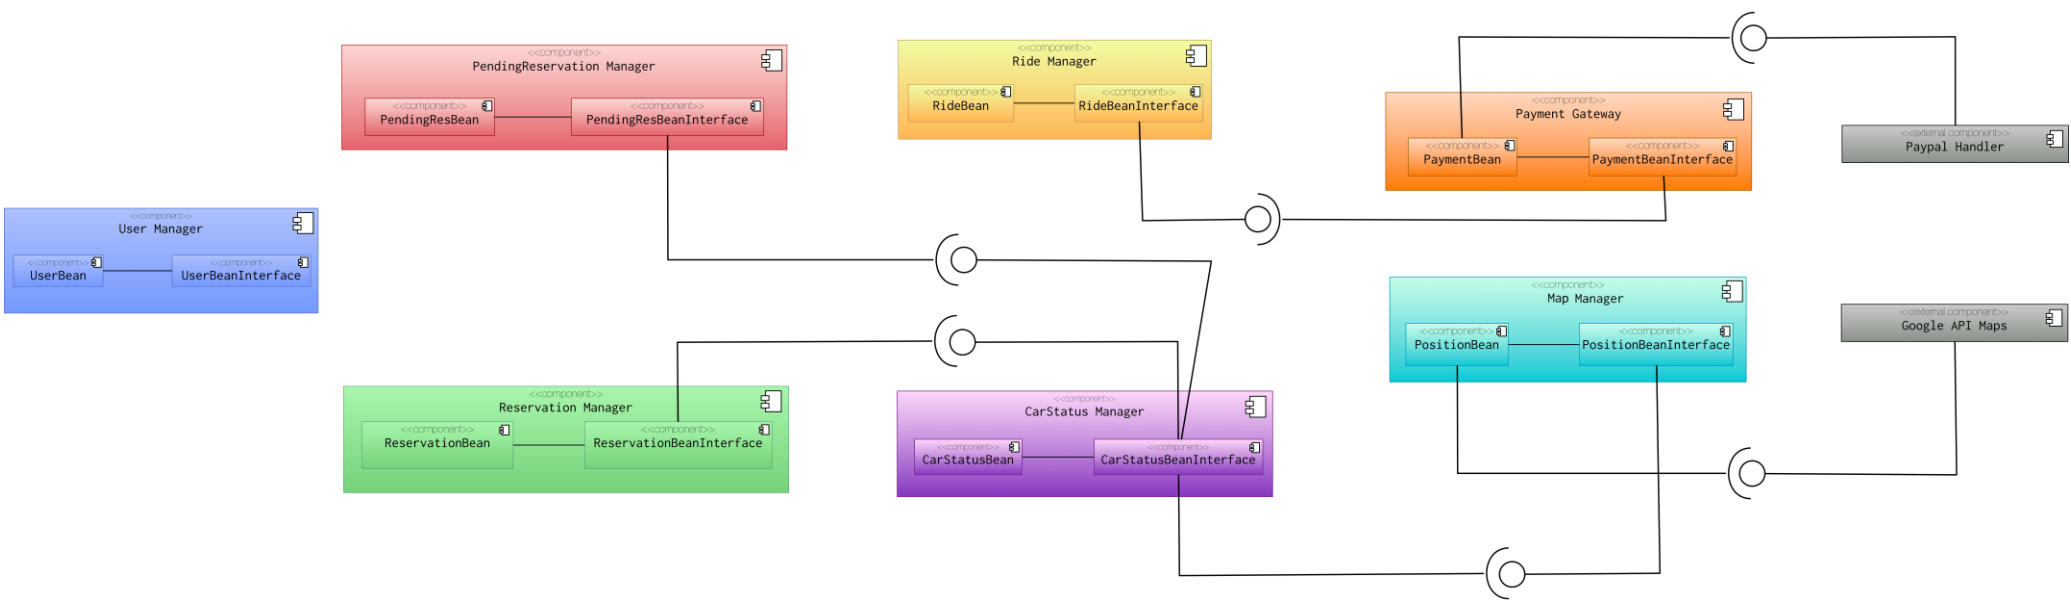 <<component>>
PendingReservation Manager
<<component>>
PendingResBean
<<component>>
PendingResBeanInterface
<<component>>
Ride Manager
<<component>>
RideBean
<<component>>
RideBeanInterface
<<component>>
Payment Gateway
<<component>>
PaymentBean
<<component>>
PaymentBeanInterface
<<external component>>
Paypal Handler
<<component>>
User Manager
<<component>>
UserBean
<<component>>
UserBeanInterface
<<component>>
Map Manager
<<component>>
PositionBean
<<component>>
PositionBeanInterface
<<external component>>
Google API Maps
<<component>>
Reservation Manager
<<component>>
ReservationBean
<<component>>
ReservationBeanInterface
<<component>>
CarStatus Manager
<<component>>
CarStatusBean
<<component>>
CarStatusBeanInterface